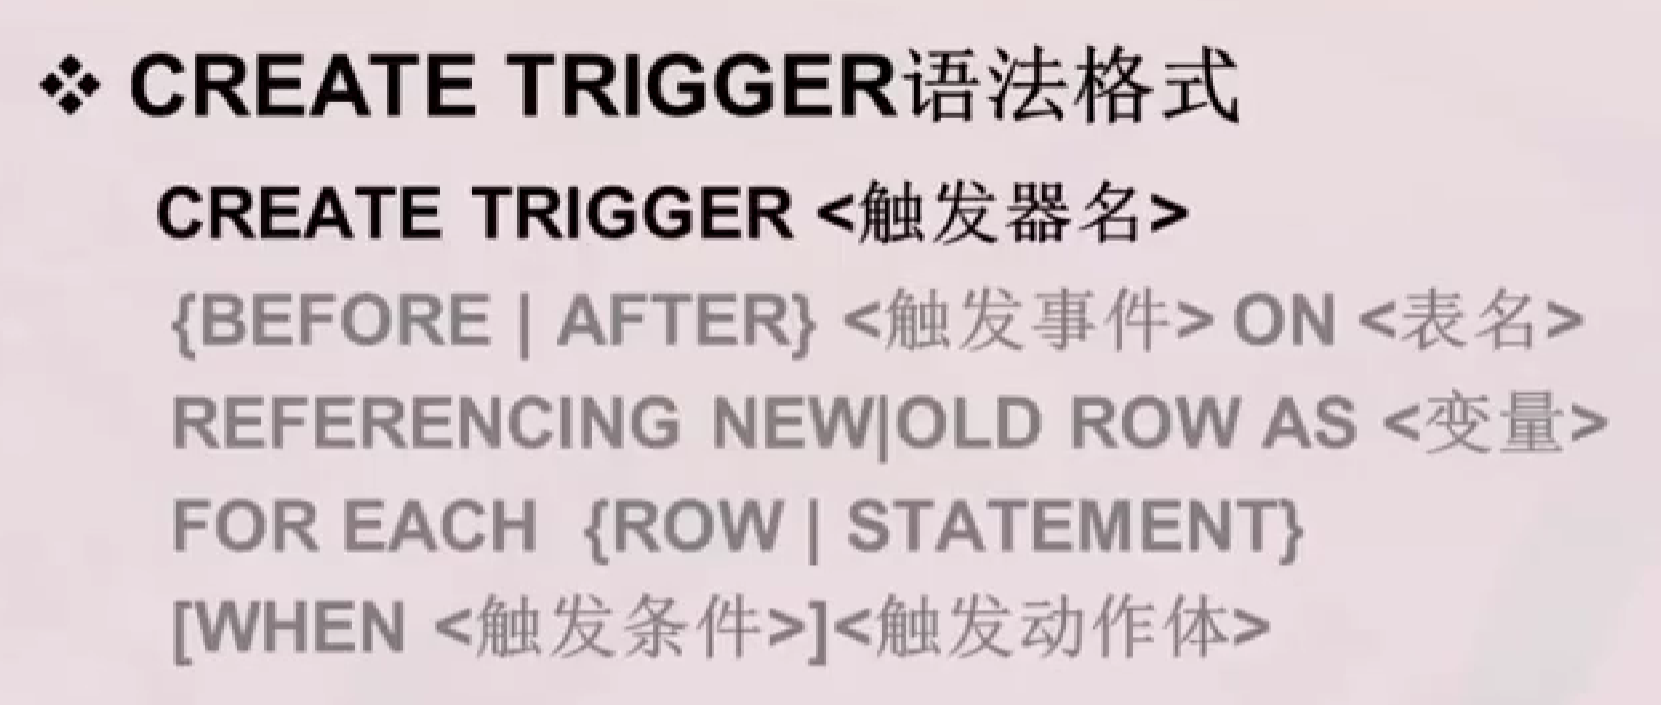 ❖ CREATE TRIGGER语法格式
CREATE TRIGGER <触发器名>
{BEFORE | AFTER} <触发事件> ON <表名>
REFERENCING NEW|OLD ROW AS <变量>
FOR EACH {ROW | STATEMENT}
[WHEN <触发条件>]<触发动作体>